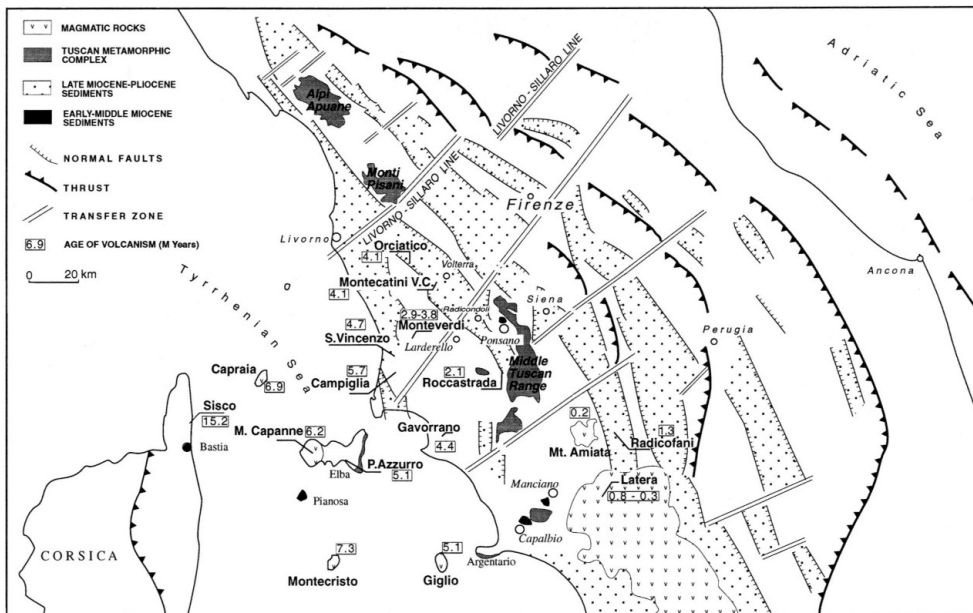 MAGMATIC ROCKS
TUSCAN METAMORPHIC
COMPLEX
LATE MIOCENE-PLIOCENE
SEDIMENTS
EARLY-MIDDLE MIOCENE
SEDIMENTS
NORMAL FAULTS
THRUST
TRANSFER ZONE
6.9 AGE OF VOLCANISM (M Years)
0 20 km
Adriatic Sea
LIVORNO - SILLARO LINE
Alpi
Apuane
Monti
Pisani
LIVORNO - SILLARO LINE
Firenze
Livorno
Orciatico
4.1
Volterra
Ancona
Tyrrhenian Sea
Montecatini V.C.
4.1
Siena
Radicondoli
2.9-3.8
Monteverdi
Ponsano
4.7
S.Vincenzo
Larderello
Perugia
Middle
Tuscan
Range
Capraia
6.9
5.7
Campiglia
2.1
Roccastrada
Sisco
15.2
Bastia
M. Capanne 6.2
Gavorrano
4.4
0.2
Mt. Amiata
1.3
Radicofani
P.Azzurro
5.1
Elba
Pianosa
Manciano
Latera
0.8 - 0.3
Capalbio
CORSICA
7.3
Montecristo
5.1
Giglio
Argentario